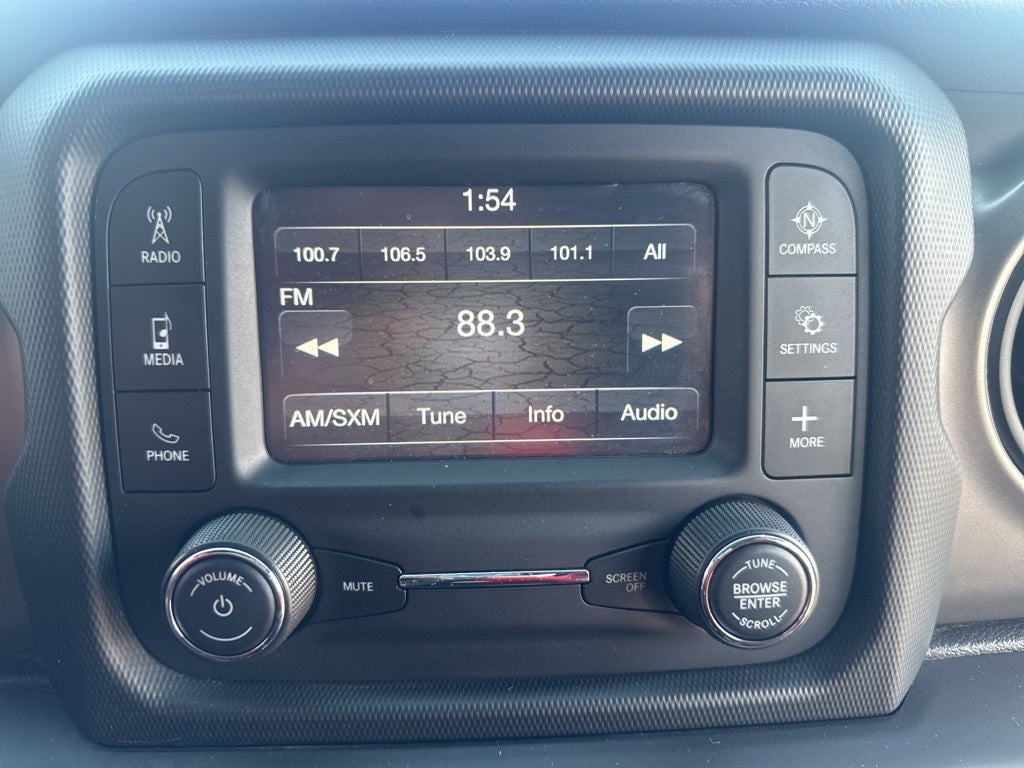 1:54
100.7 106.5 103.9 101.1 All
FM
88.3
AM/SXM Tune Info Audio
RADIO
MEDIA
PHONE
N
COMPASS
SETTINGS
MORE
VOLUME
MUTE
SCREEN
OFF
TUNE
BROWSE
ENTER
SCROLL